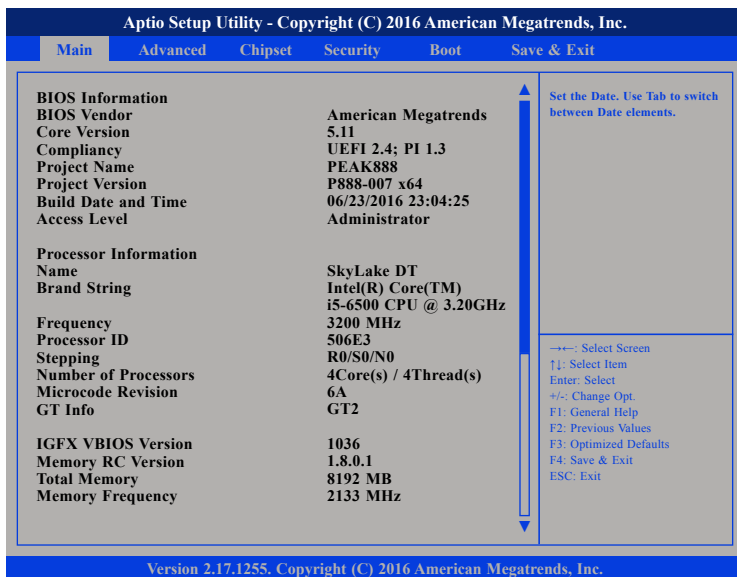 Aptio Setup Utility - Copyright (C) 2016 American Megatrends, Inc.
Main Advanced Chipset Security Boot Save & Exit
BIOS Information
BIOS Vendor American Megatrends
Core Version 5.11
Compliancy UEFI 2.4; PI 1.3
Project Name PEAK888
Project Version P888-007 x64
Build Date and Time 06/23/2016 23:04:25
Access Level Administrator
Processor Information
Name SkyLake DT
Brand String Intel(R) Core(TM)
i5-6500 CPU @ 3.20GHz
Frequency 3200 MHz
Processor ID 506E3
Stepping R0/S0/N0
Number of Processors 4Core(s) / 4Thread(s)
Microcode Revision 6A
GT Info GT2
IGFX VBIOS Version 1036
Memory RC Version 1.8.0.1
Total Memory 8192 MB
Memory Frequency 2133 MHz
Set the Date. Use Tab to switch
between Date elements.
→←: Select Screen
↑↓: Select Item
Enter: Select
+/-: Change Opt.
F1: General Help
F2: Previous Values
F3: Optimized Defaults
F4: Save & Exit
ESC: Exit
Version 2.17.1255. Copyright (C) 2016 American Megatrends, Inc.